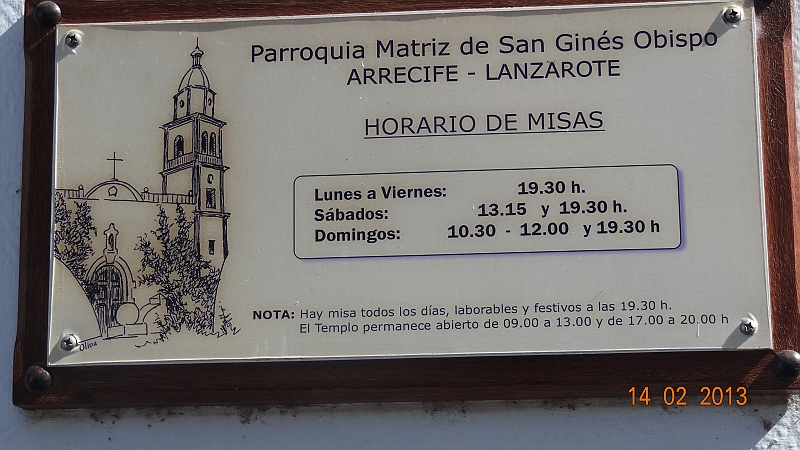 Parroquia Matriz de San Ginés Obispo
ARRECIFE - LANZAROTE
HORARIO DE MISAS
Lunes a Viernes: 19.30 h.
Sábados: 13.15 y 19.30 h.
Domingos: 10.30 - 12.00 y 19.30 h
NOTA: Hay misa todos los días, laborables y festivos a las 19.30 h.
El Templo permanece abierto de 09.00 a 13.00 y de 17.00 a 20.00 h
Oliva
14 02 2013